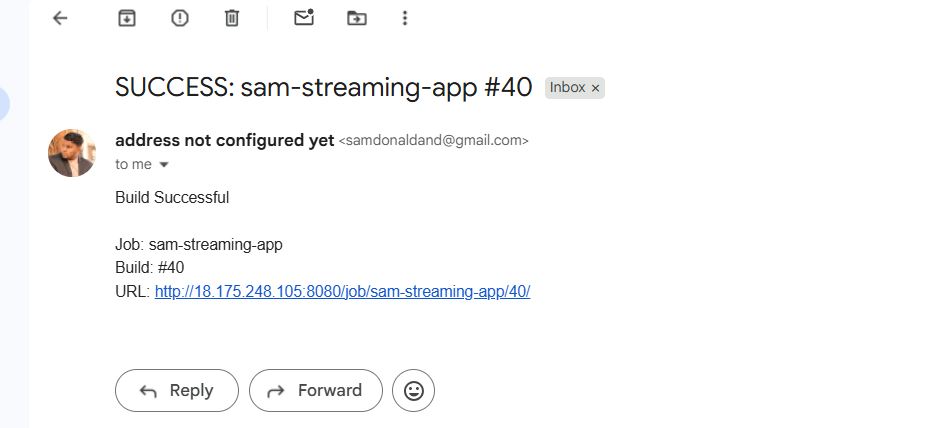 SUCCESS: sam-streaming-app #40 Inbox ×
address not configured yet <samdonaldand@gmail.com>
to me
Build Successful
Job: sam-streaming-app
Build: #40
URL: http://18.175.248.105:8080/job/sam-streaming-app/40/
Reply Forward